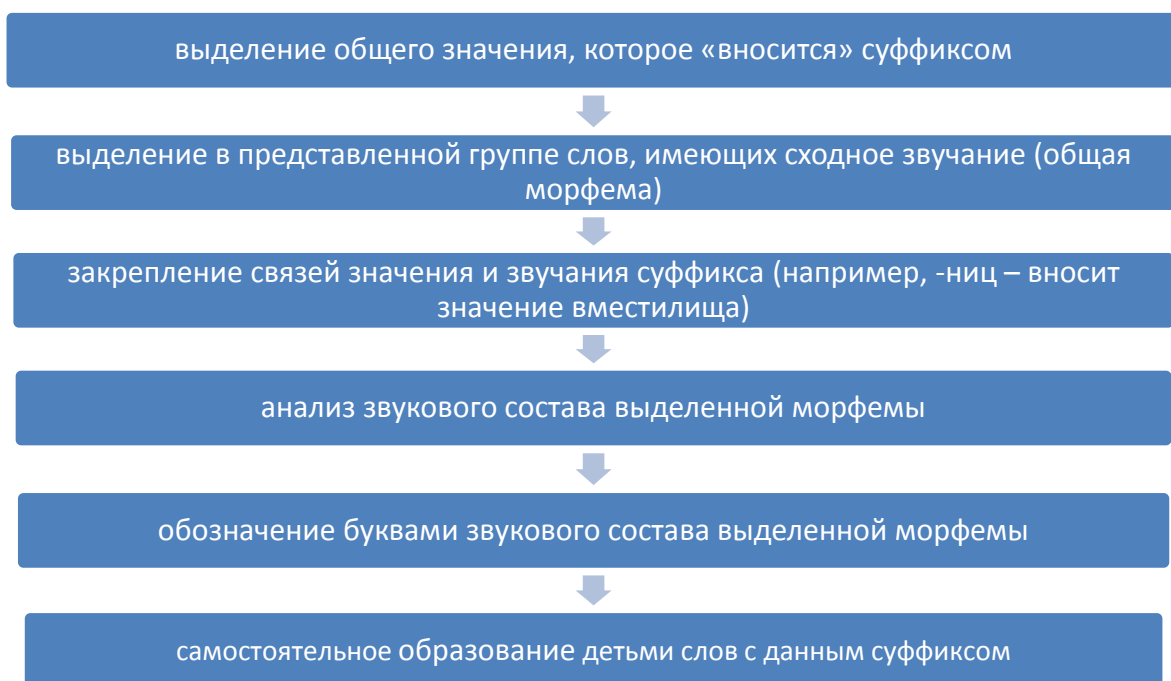 выделение общего значения, которое «вносится» суффиксом
выделение в представленной группе слов, имеющих сходное звучание (общая
морфема)
закрепление связей значения и звучания суффикса (например, -ниц – вносит
значение вместилища)
анализ звукового состава выделенной морфемы
обозначение буквами звукового состава выделенной морфемы
самостоятельное образование детьми слов с данным суффиксом